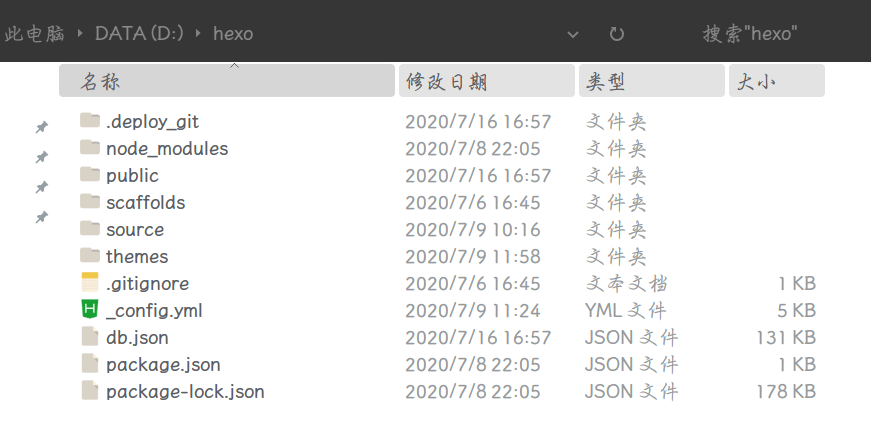 此电脑 DATA (D:) hexo 搜索"hexo"
名称 修改日期 类型 大小
.deploy_git 2020/7/16 16:57 文件夹
node_modules 2020/7/8 22:05 文件夹
public 2020/7/16 16:57 文件夹
scaffolds 2020/7/6 16:45 文件夹
source 2020/7/9 10:16 文件夹
themes 2020/7/9 11:58 文件夹
.gitignore 2020/7/6 16:45 文本文档 1 KB
_config.yml 2020/7/9 11:24 YML 文件 5 KB
db.json 2020/7/16 16:57 JSON 文件 131 KB
package.json 2020/7/8 22:05 JSON 文件 1 KB
package-lock.json 2020/7/8 22:05 JSON 文件 178 KB